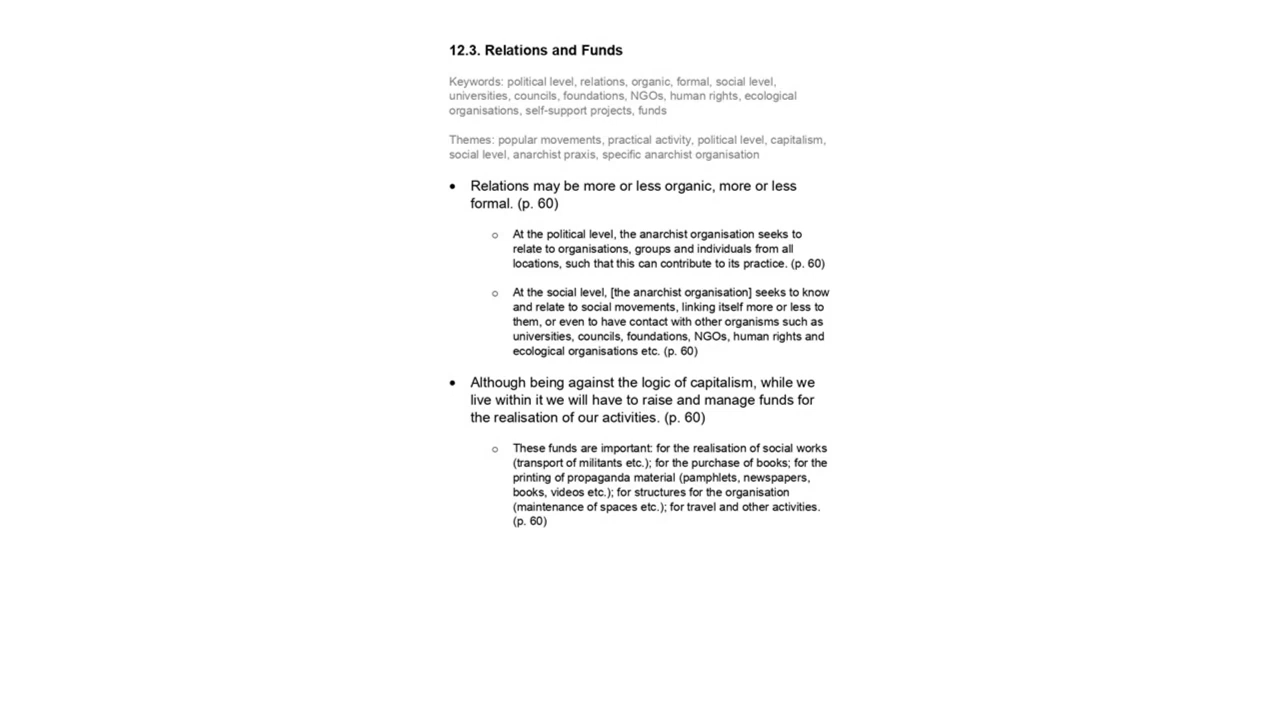 12.3. Relations and Funds
Keywords: political level, relations, organic, formal, social level,
universities, councils, foundations, NGOs, human rights, ecological
organisations, self-support projects, funds
Themes: popular movements, practical activity, political level, capitalism,
social level, anarchist praxis, specific anarchist organisation
• Relations may be more or less organic, more or less
formal. (p. 60)
o At the political level, the anarchist organisation seeks to
relate to organisations, groups and individuals from all
locations, such that this can contribute to its practice. (p. 60)
o At the social level, [the anarchist organisation] seeks to know
and relate to social movements, linking itself more or less to
them, or even to have contact with other organisms such as
universities, councils, foundations, NGOs, human rights and
ecological organisations etc. (p. 60)
• Although being against the logic of capitalism, while we
live within it we will have to raise and manage funds for
the realisation of our activities. (p. 60)
o These funds are important: for the realisation of social works
(transport of militants etc.); for the purchase of books; for the
printing of propaganda material (pamphlets, newspapers,
books, videos etc.); for structures for the organisation
(maintenance of spaces etc.); for travel and other activities.
(p. 60)